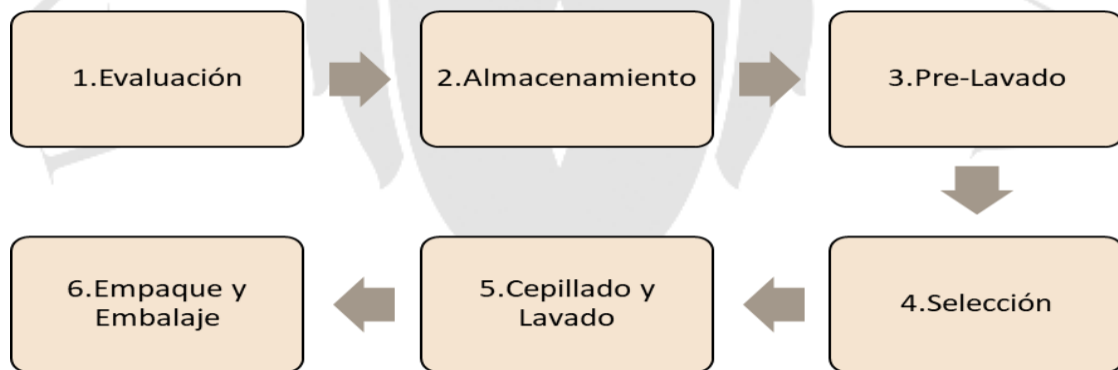 1.Evaluación
2.Almacenamiento
3.Pre-Lavado
4.Selección
5.Cepillado y
Lavado
6.Empaque y
Embalaje